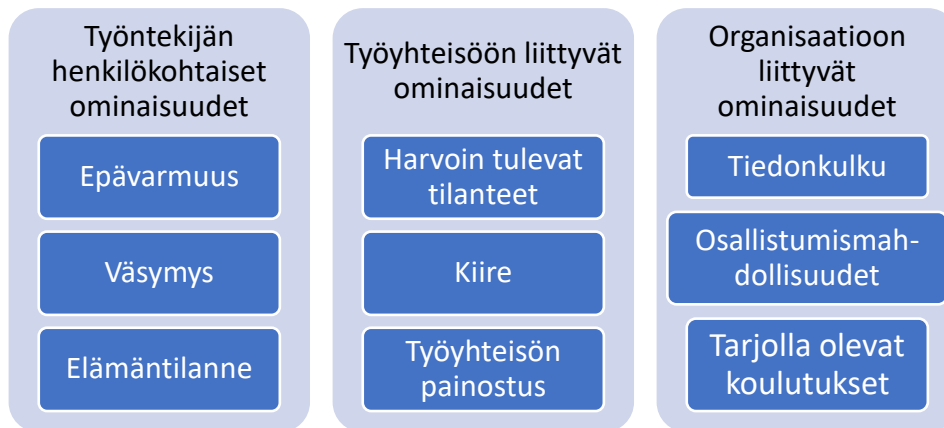 Työntekijän
henkilökohtaiset
ominaisuudet
Epävarmuus
Väsymys
Elämäntilanne
Työyhteisöön liittyvät
ominaisuudet
Harvoin tulevat
tilanteet
Kiire
Työyhteisön
painostus
Organisaatioon
liittyvät
ominaisuudet
Tiedonkulku
Osallistumismah-
dollisuudet
Tarjolla olevat
koulutukset